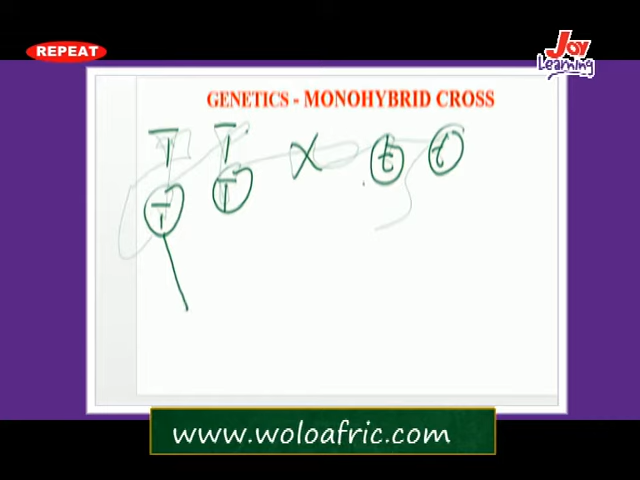 REPEAT
Joy
Learning
GENETICS - MONOHYBRID CROSS
T T X t t
T T
www.woloafric.com